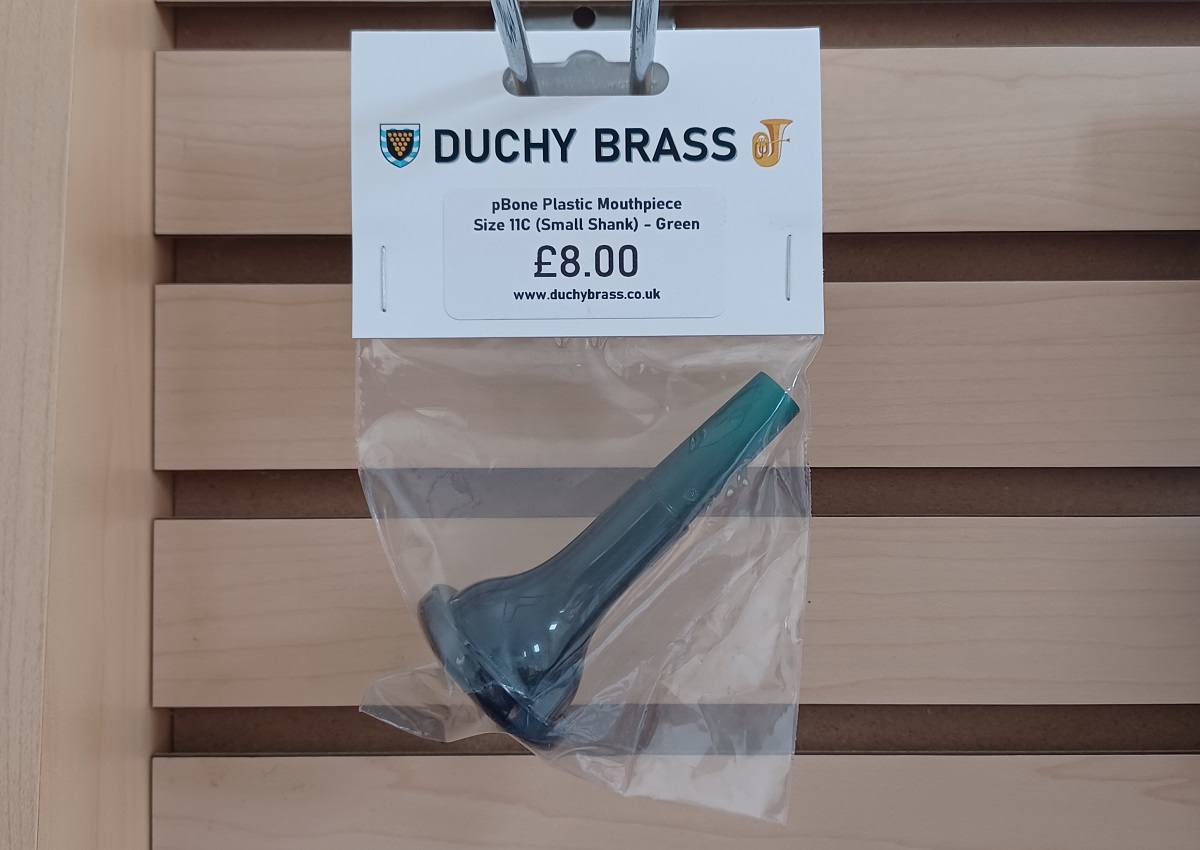 DUCHY BRASS
pBone Plastic Mouthpiece
Size 11C (Small Shank) - Green
£8.00
www.duchybrass.co.uk